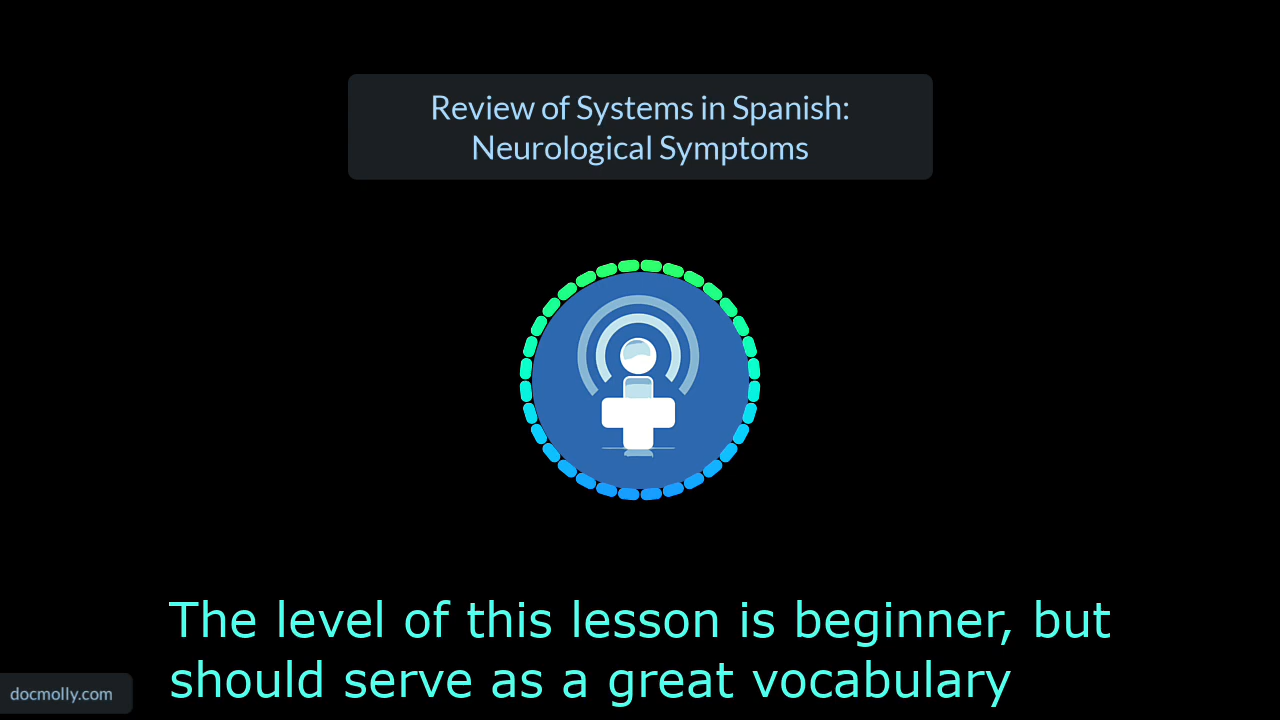 Review of Systems in Spanish:
Neurological Symptoms
The level of this lesson is beginner, but
should serve as a great vocabulary
docmolly.com